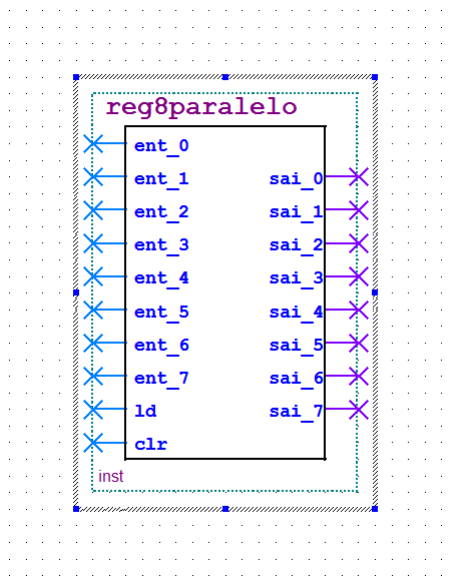 reg8paralelo
ent_0
ent_1 sai_0
ent_2 sai_1
ent_3 sai_2
ent_4 sai_3
ent_5 sai_4
ent_6 sai_5
ent_7 sai_6
ld sai_7
clr
inst